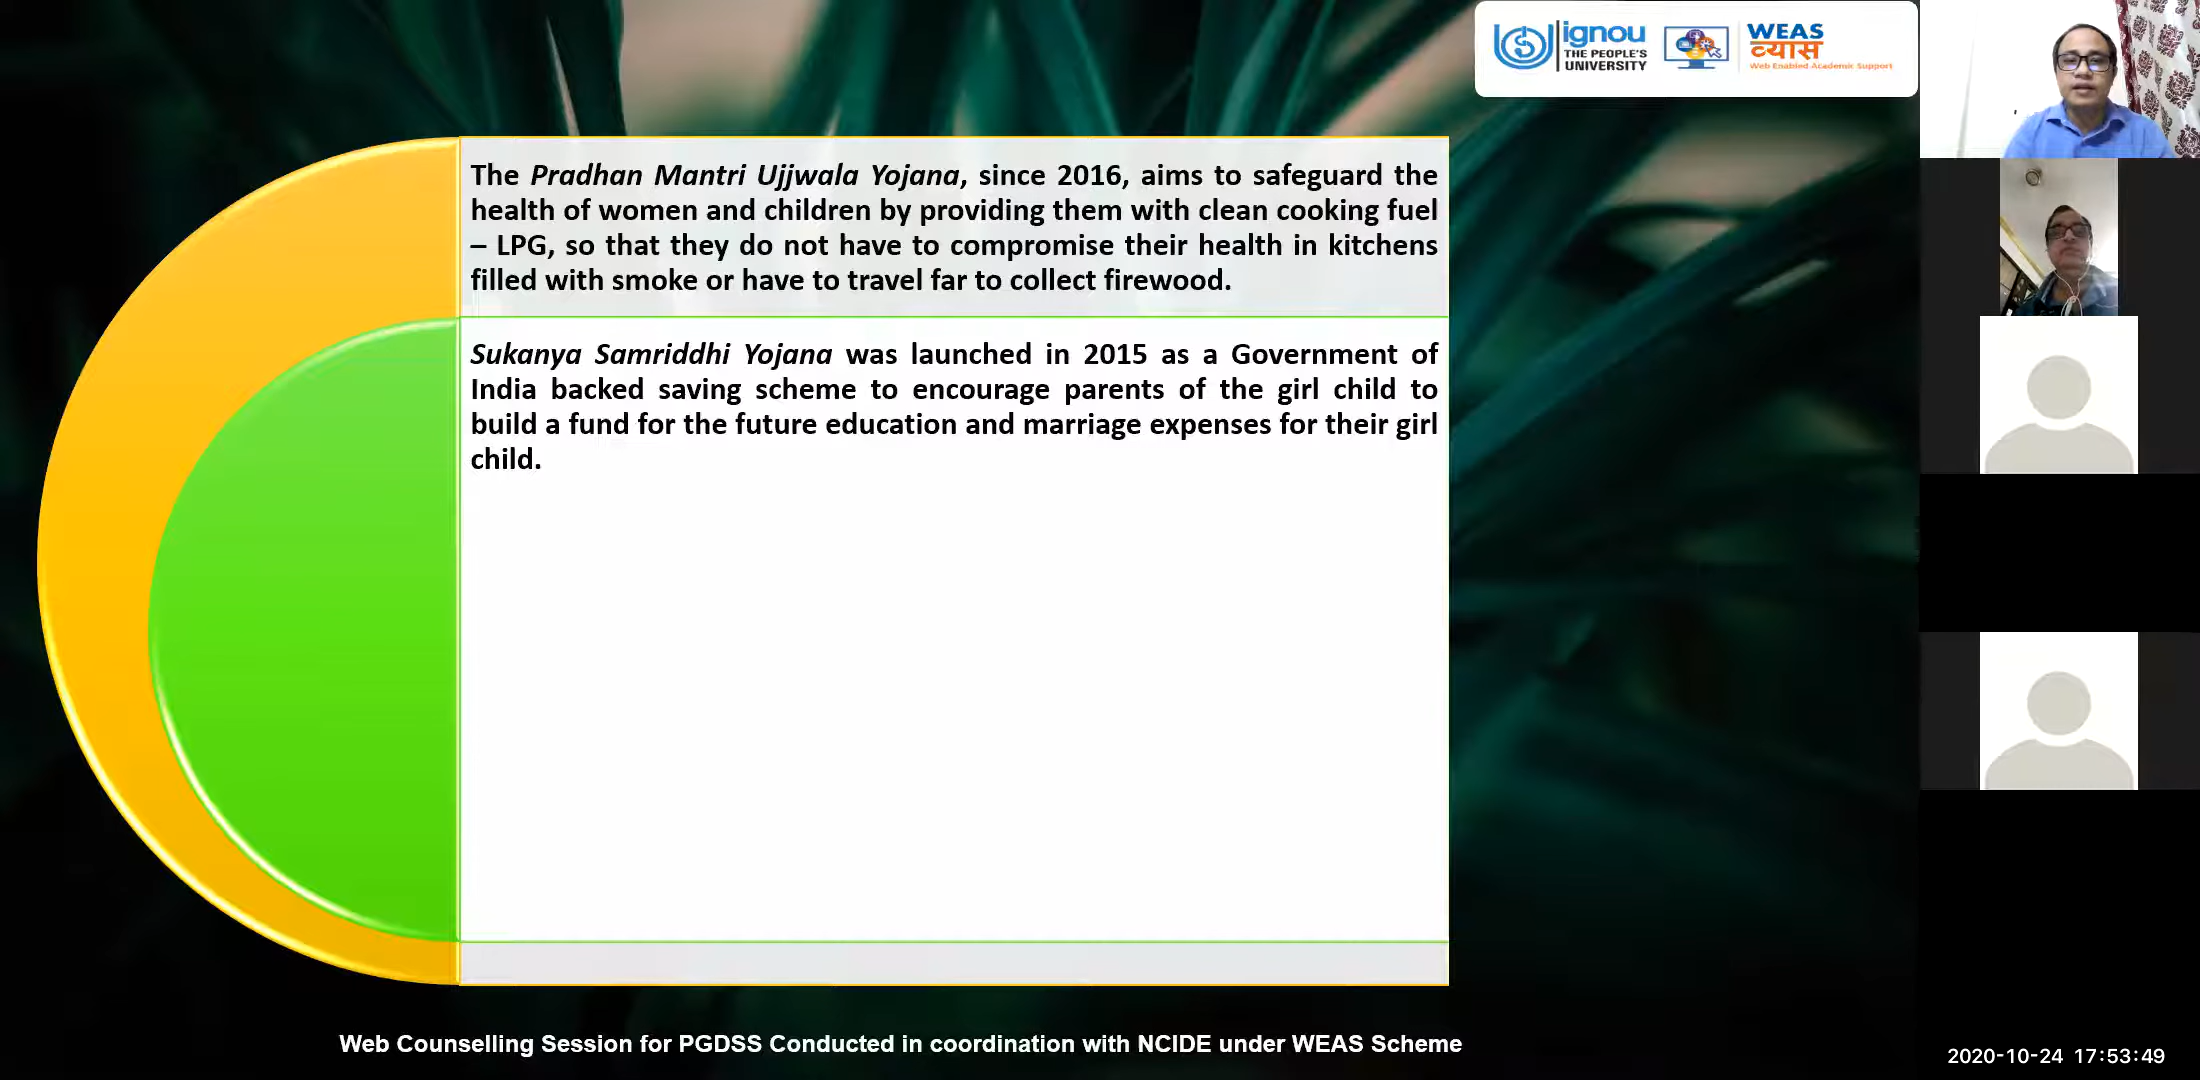 ignou
THE PEOPLE'S
UNIVERSITY
WEAS
व्यास
Web Enabled Academic Support
The Pradhan Mantri Ujjwala Yojana, since 2016, aims to safeguard the
health of women and children by providing them with clean cooking fuel
– LPG, so that they do not have to compromise their health in kitchens
filled with smoke or have to travel far to collect firewood.
Sukanya Samriddhi Yojana was launched in 2015 as a Government of
India backed saving scheme to encourage parents of the girl child to
build a fund for the future education and marriage expenses for their girl
child.
Web Counselling Session for PGDSS Conducted in coordination with NCIDE under WEAS Scheme
2020-10-24 17:53:49